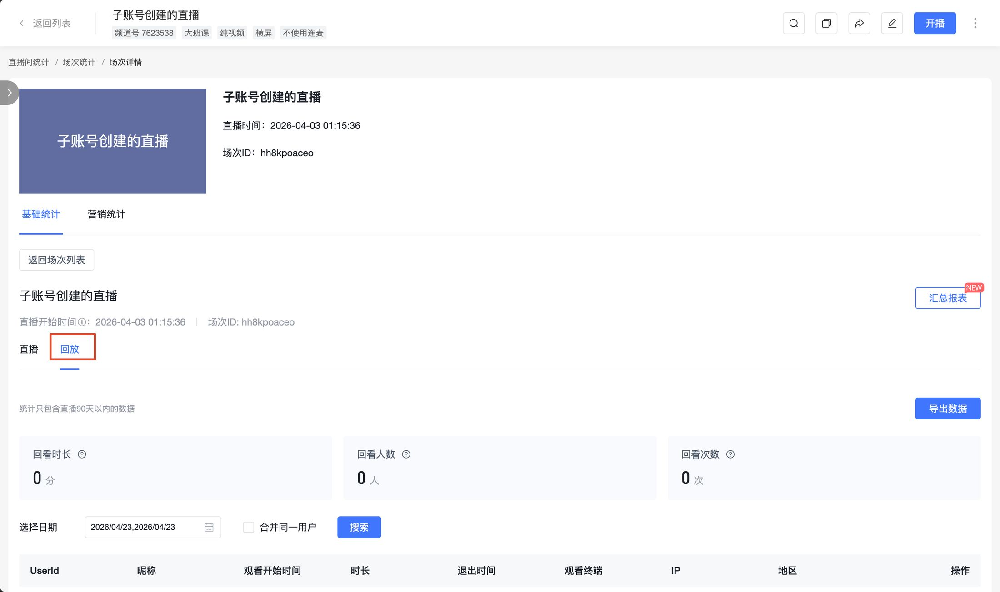 返回列表
子账号创建的直播
频道号 7623538 大班课 纯视频 横屏 不使用连麦
开播
直播间统计 / 场次统计 / 场次详情
子账号创建的直播
子账号创建的直播
直播时间：2026-04-03 01:15:36
场次ID：hh8kpoaceo
基础统计 营销统计
返回场次列表
子账号创建的直播
NEW
汇总报表
直播开始时间：2026-04-03 01:15:36 场次ID: hh8kpoaceo
直播 回放
统计只包含直播90天以内的数据
导出数据
回看时长 回看人数 回看次数
0 分 0 人 0 次
选择日期 2026/04/23,2026/04/23 合并同一用户 搜索
UserId 昵称 观看开始时间 时长 退出时间 观看终端 IP 地区 操作